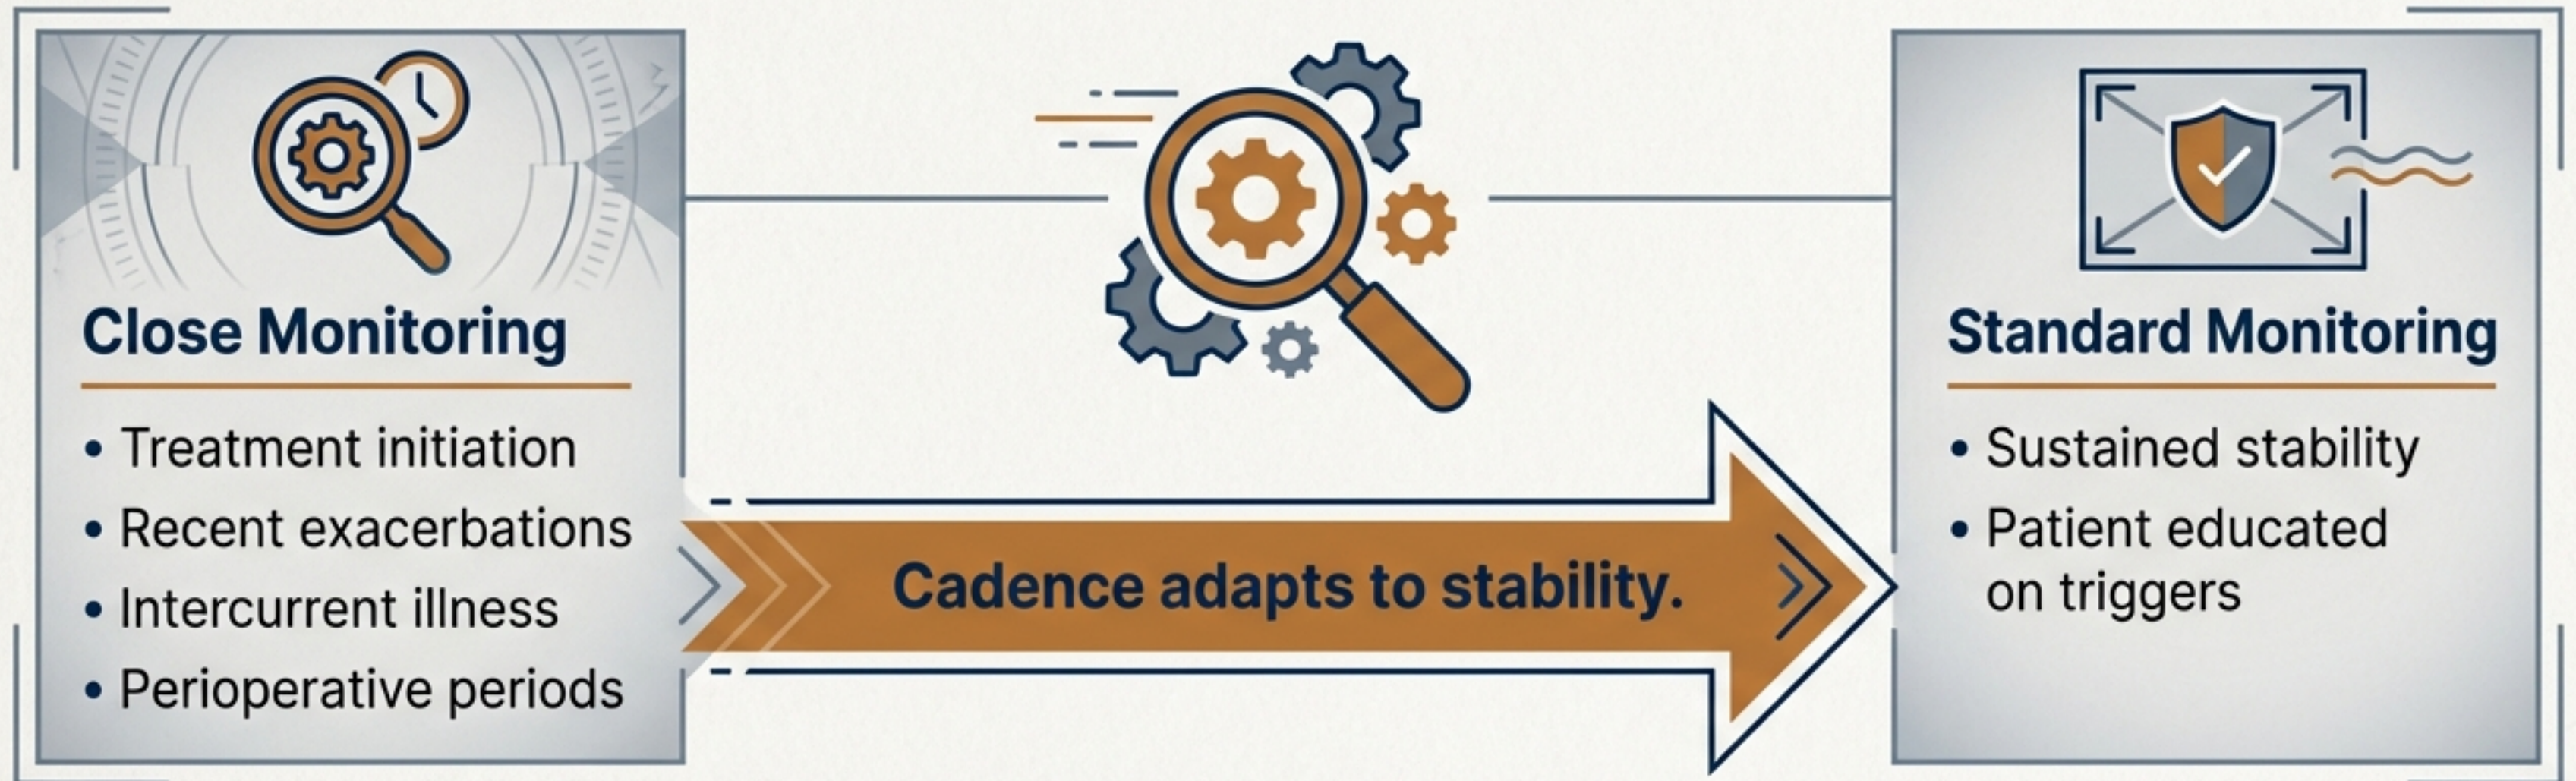 Close Monitoring
• Treatment initiation
• Recent exacerbations
• Intercurrent illness
• Perioperative periods
Cadence adapts to stability.
Standard Monitoring
• Sustained stability
• Patient educated
on triggers